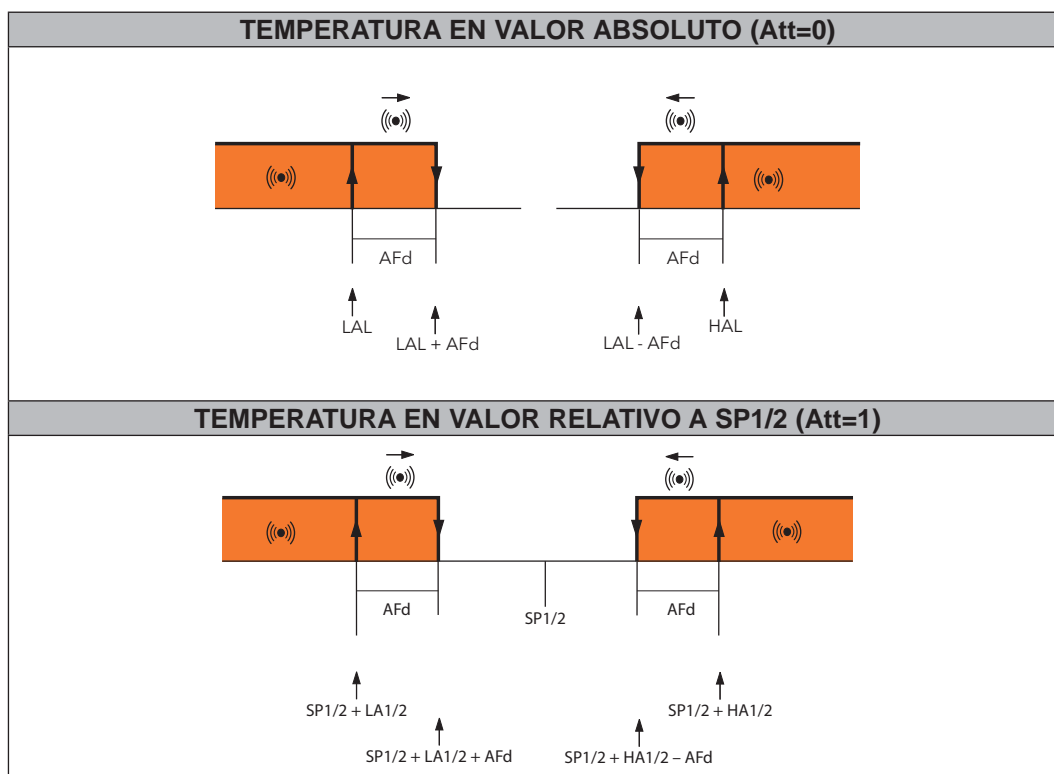 TEMPERATURA EN VALOR ABSOLUTO (Att=0)
AFd
AFd
LAL
HAL
LAL + AFd
LAL - AFd
TEMPERATURA EN VALOR RELATIVO A SP1/2 (Att=1)
AFd
SP1/2
AFd
SP1/2 + LA1/2
SP1/2 + HA1/2
SP1/2 + LA1/2 + AFd
SP1/2 + HA1/2 – AFd